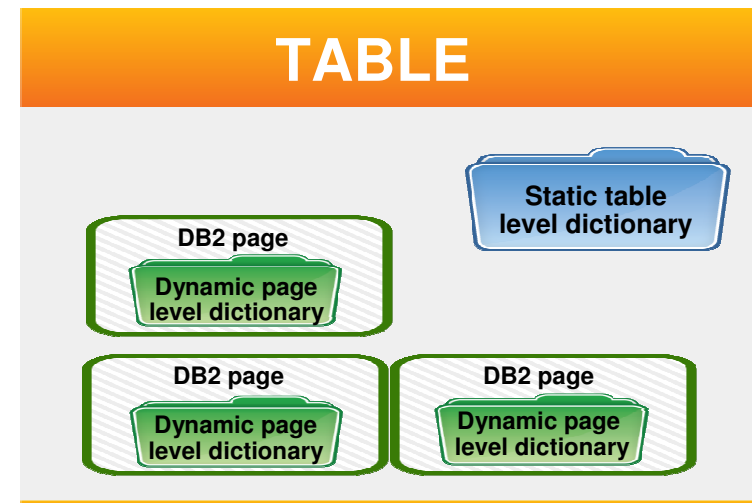 TABLE
Static table
level dictionary
DB2 page
Dynamic page
level dictionary
DB2 page
Dynamic page
level dictionary
DB2 page
Dynamic page
level dictionary